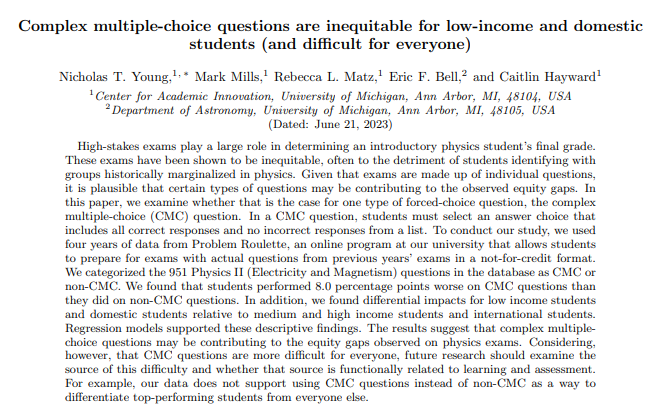 Complex multiple-choice questions are inequitable for low-income and domestic
students (and difficult for everyone)
Nicholas T. Young,1, * Mark Mills,1 Rebecca L. Matz,1 Eric F. Bell,2 and Caitlin Hayward1
1Center for Academic Innovation, University of Michigan, Ann Arbor, MI, 48104, USA
2Department of Astronomy, University of Michigan, Ann Arbor, MI, 48105, USA
(Dated: June 21, 2023)
High-stakes exams play a large role in determining an introductory physics student's final grade.
These exams have been shown to be inequitable, often to the detriment of students identifying with
groups historically marginalized in physics. Given that exams are made up of individual questions,
it is plausible that certain types of questions may be contributing to the observed equity gaps. In
this paper, we examine whether that is the case for one type of forced-choice question, the complex
multiple-choice (CMC) question. In a CMC question, students must select an answer choice that
includes all correct responses and no incorrect responses from a list. To conduct our study, we used
four years of data from Problem Roulette, an online program at our university that allows students
to prepare for exams with actual questions from previous years' exams in a not-for-credit format.
We categorized the 951 Physics II (Electricity and Magnetism) questions in the database as CMC or
non-CMC. We found that students performed 8.0 percentage points worse on CMC questions than
they did on non-CMC questions. In addition, we found differential impacts for low income students
and domestic students relative to medium and high income students and international students.
Regression models supported these descriptive findings. The results suggest that complex multiple-
choice questions may be contributing to the equity gaps observed on physics exams. Considering,
however, that CMC questions are more difficult for everyone, future research should examine the
source of this difficulty and whether that source is functionally related to learning and assessment.
For example, our data does not support using CMC questions instead of non-CMC as a way to
differentiate top-performing students from everyone else.